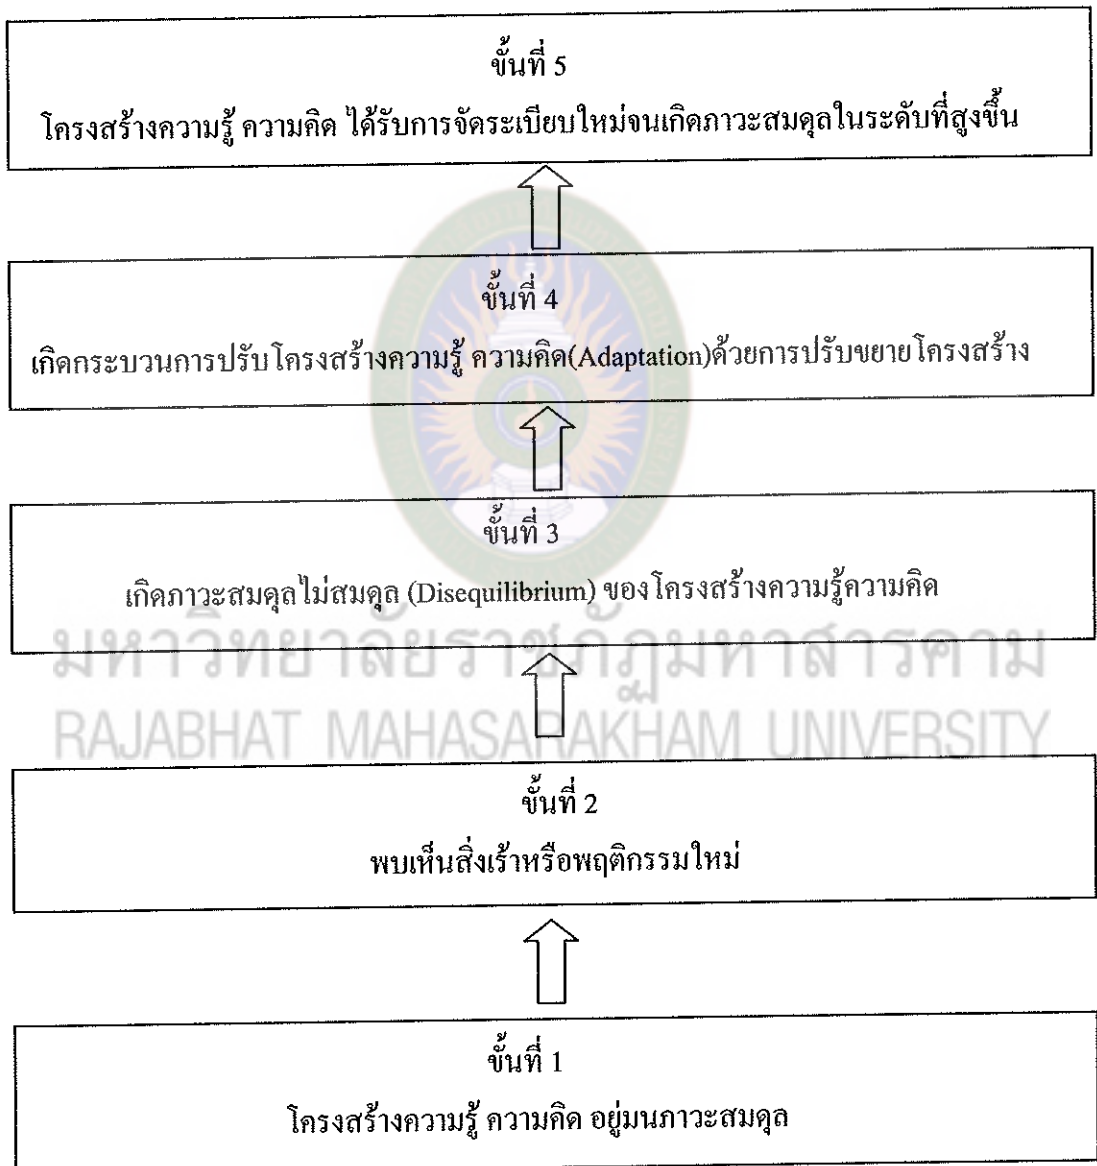 ขั้นที่ 5
โครงสร้างความรู้ ความคิด ได้รับการจัดระเบียบใหม่จนเกิดภาวะสมดุลในระดับที่สูงขึ้น
ขั้นที่ 4
เกิดกระบวนการปรับโครงสร้างความรู้ ความคิด(Adaptation)ด้วยการปรับขยายโครงสร้าง
ขั้นที่ 3
เกิดภาวะสมดุลไม่สมดุล (Disequilibrium) ของโครงสร้างความรู้ความคิด
มหาวิทยาลัยราชภัฏมหาสารคาม
RAJABHAT MAHASARAKHAM UNIVERSITY
ขั้นที่ 2
พบเห็นสิ่งเร้าหรือพฤติกรรมใหม่
ขั้นที่ 1
โครงสร้างความรู้ ความคิด อยู่มนภาวะสมดุล